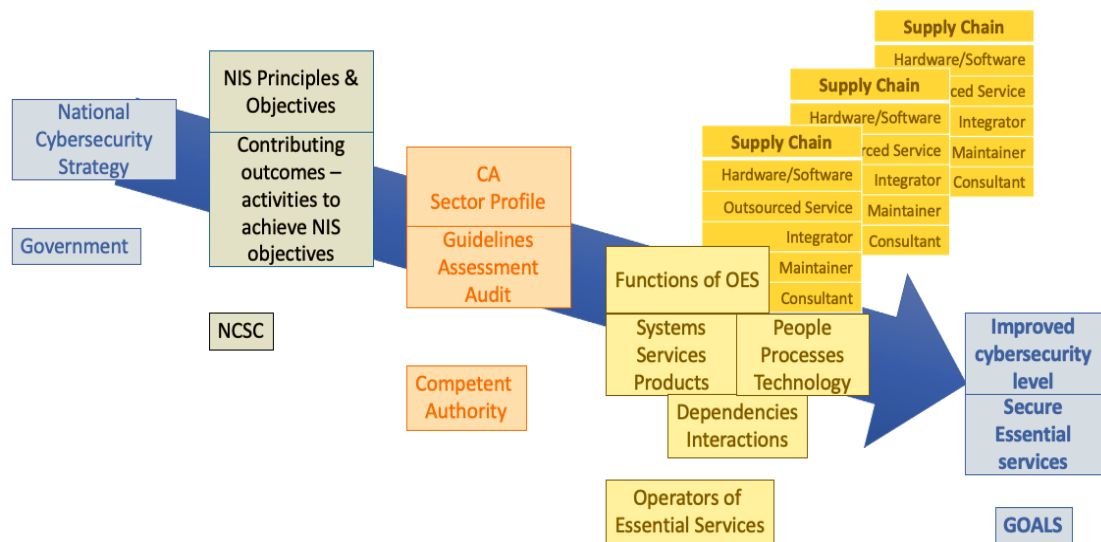 National
Cybersecurity
Strategy
Government
NIS Principles &
Objectives
Contributing
outcomes –
activities to
achieve NIS
objectives
NCSC
CA
Sector Profile
Guidelines
Assessment
Audit
Competent
Authority
Functions of OES
Systems
Services
Products
People
Processes
Technology
Dependencies
Interactions
Operators of
Essential Services
Supply Chain
Hardware/Software
Outsourced Service
Integrator
Maintainer
Consultant
Supply Chain
Hardware/Software
urced Service
Integrator
Maintainer
Consultant
Supply Chain
Hardware/Software
ced Service
Integrator
Maintainer
Consultant
Improved
cybersecurity
level
Secure
Essential
services
GOALS